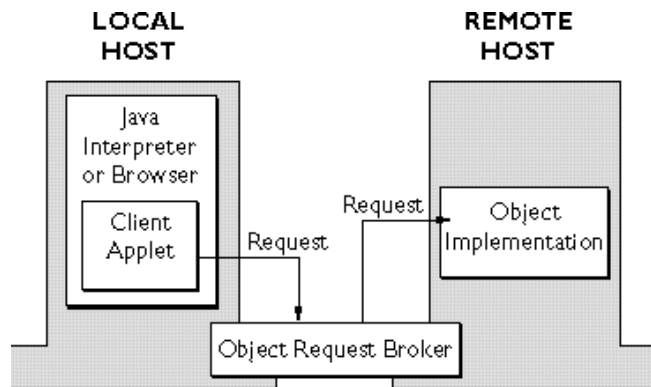 LOCAL
HOST
REMOTE
HOST
Java
Interpreter
or Browser
Client
Applet
Request
Request
Object
Implementation
Object Request Broker